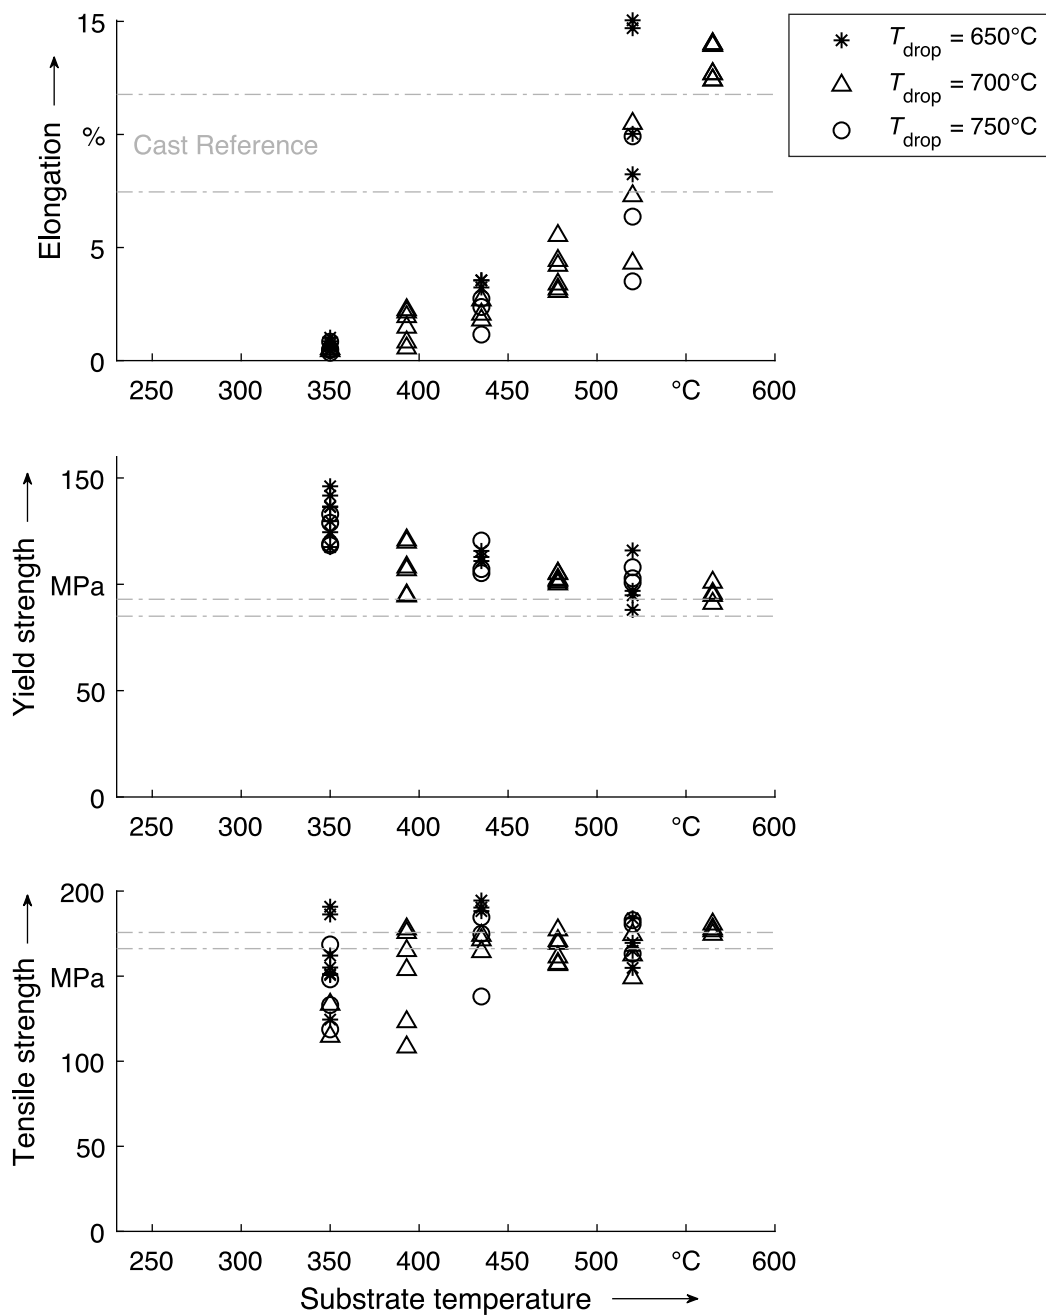 15
%
5
0
Elongation
Cast Reference
250 300 350 400 450 500 °C 600
T_drop = 650°C
T_drop = 700°C
T_drop = 750°C
150
MPa
50
0
Yield strength
250 300 350 400 450 500 °C 600
200
MPa
100
50
0
Tensile strength
250 300 350 400 450 500 °C 600
Substrate temperature